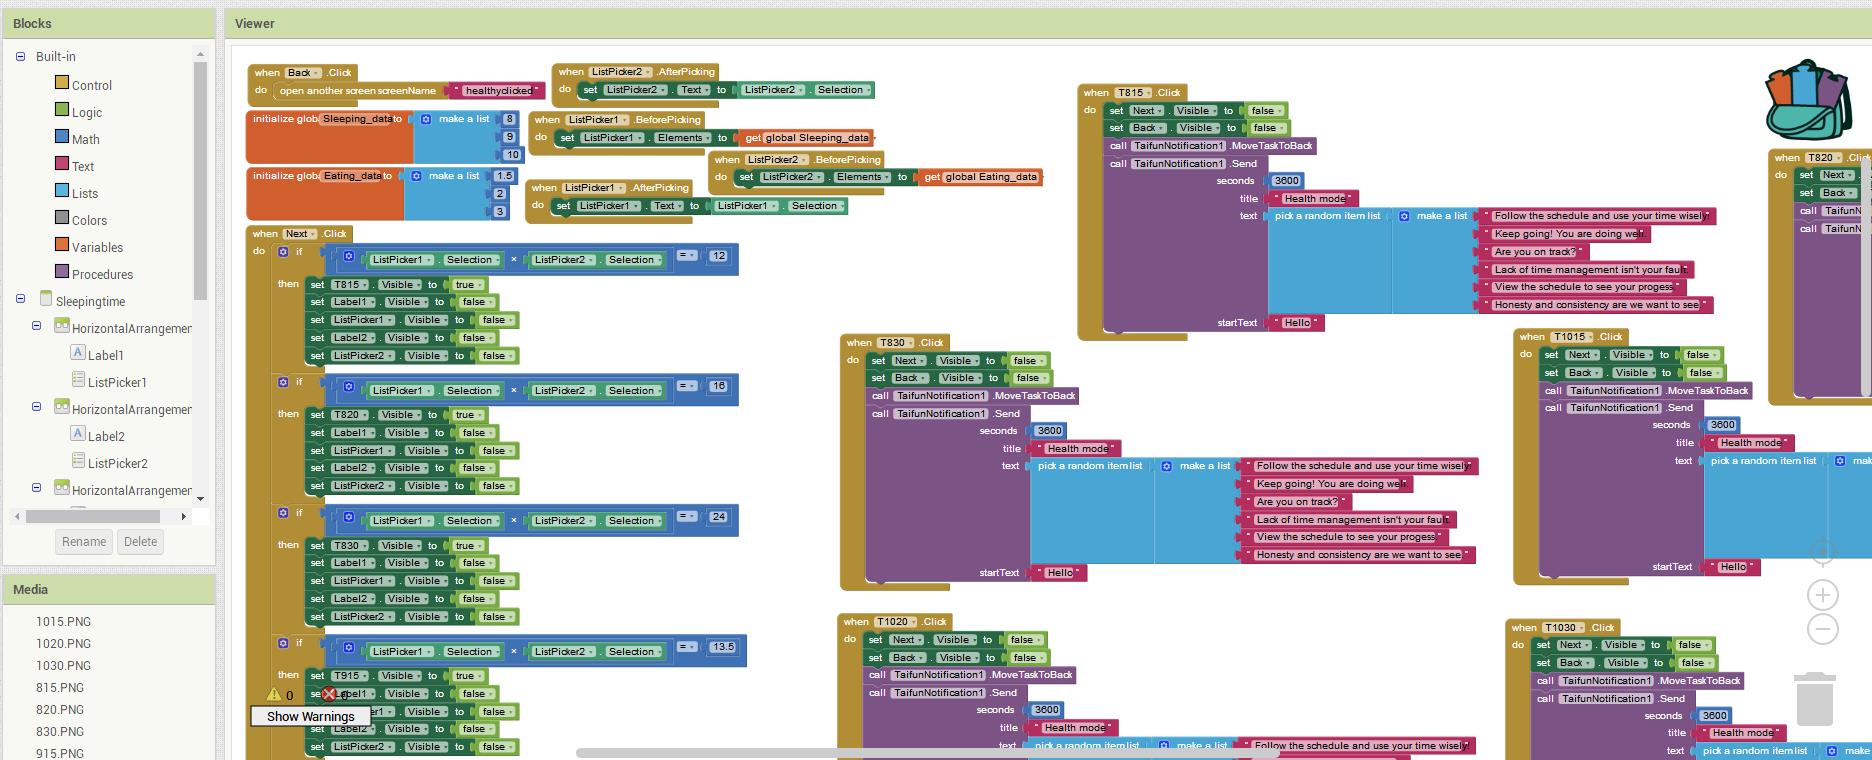 Blocks
Viewer
Built-in
Control
Logic
Math
Text
Lists
Colors
Variables
Procedures
Sleepingtime
HorizontalArrangemen
Label1
ListPicker1
HorizontalArrangemen
Label2
ListPicker2
HorizontalArrangemen
Rename Delete
Media
1015.PNG
1020.PNG
1030.PNG
815.PNG
820.PNG
830.PNG
915.PNG
when Back .Click
do open another screen screenName " healthyclicked "
initialize glob Sleeping_data to make a list 8
9
10
initialize glob Eating_data to make a list 1.5
2
3
when ListPicker2 .AfterPicking
do set ListPicker2 . Text to ListPicker2 . Selection
when ListPicker1 .BeforePicking
do set ListPicker1 . Elements to get global Sleeping_data
when ListPicker2 .BeforePicking
do set ListPicker2 . Elements to get global Eating_data
when ListPicker1 .AfterPicking
do set ListPicker1 . Text to ListPicker1 . Selection
when Next .Click
do if ListPicker1 . Selection × ListPicker2 . Selection = 12
then set T815 . Visible to true
set Label1 . Visible to false
set ListPicker1 . Visible to false
set Label2 . Visible to false
set ListPicker2 . Visible to false
if ListPicker1 . Selection × ListPicker2 . Selection = 16
then set T820 . Visible to true
set Label1 . Visible to false
set ListPicker1 . Visible to false
set Label2 . Visible to false
set ListPicker2 . Visible to false
if ListPicker1 . Selection × ListPicker2 . Selection = 24
then set T830 . Visible to true
set Label1 . Visible to false
set ListPicker1 . Visible to false
set Label2 . Visible to false
set ListPicker2 . Visible to false
if ListPicker1 . Selection × ListPicker2 . Selection = 13.5
then set T915 . Visible to true
0 Label1 . Visible to false
Show Warnings . Visible to false
Label2 . Visible to false
set ListPicker2 . Visible to false
when T815 .Click
do set Next . Visible to false
set Back . Visible to false
call TaifunNotification1 .MoveTaskToBack
call TaifunNotification1 .Send
seconds 3600
title " Health mode "
text pick a random item list make a list " Follow the schedule and use your time wisely "
" Keep going! You are doing well. "
" Are you on track? "
" Lack of time management isn't your fault. "
" View the schedule to see your progess "
" Honesty and consistency are we want to see. "
startText " Hello "
when T830 .Click
do set Next . Visible to false
set Back . Visible to false
call TaifunNotification1 .MoveTaskToBack
call TaifunNotification1 .Send
seconds 3600
title " Health mode "
text pick a random item list make a list " Follow the schedule and use your time wisely "
" Keep going! You are doing well. "
" Are you on track? "
" Lack of time management isn't your fault. "
" View the schedule to see your progess "
" Honesty and consistency are we want to see. "
startText " Hello "
when T1020 .Click
do set Next . Visible to false
set Back . Visible to false
call TaifunNotification1 .MoveTaskToBack
call TaifunNotification1 .Send
seconds 3600
title " Health mode "
text pick a random item list make a list " Follow the schedule and use your time wisely "
when T1015 .Click
do set Next . Visible to false
set Back . Visible to false
call TaifunNotification1 .MoveTaskToBack
call TaifunNotification1 .Send
seconds 3600
title " Health mode "
text pick a random item list mak
startText " Hello "
when T1030 .Click
do set Next . Visible to false
set Back . Visible to false
call TaifunNotification1 .MoveTaskToBack
call TaifunNotification1 .Send
seconds 3600
title " Health mode "
text pick a random item list make
when T820 .Click
do set Next .
set Back
call TaifunN
call TaifunN